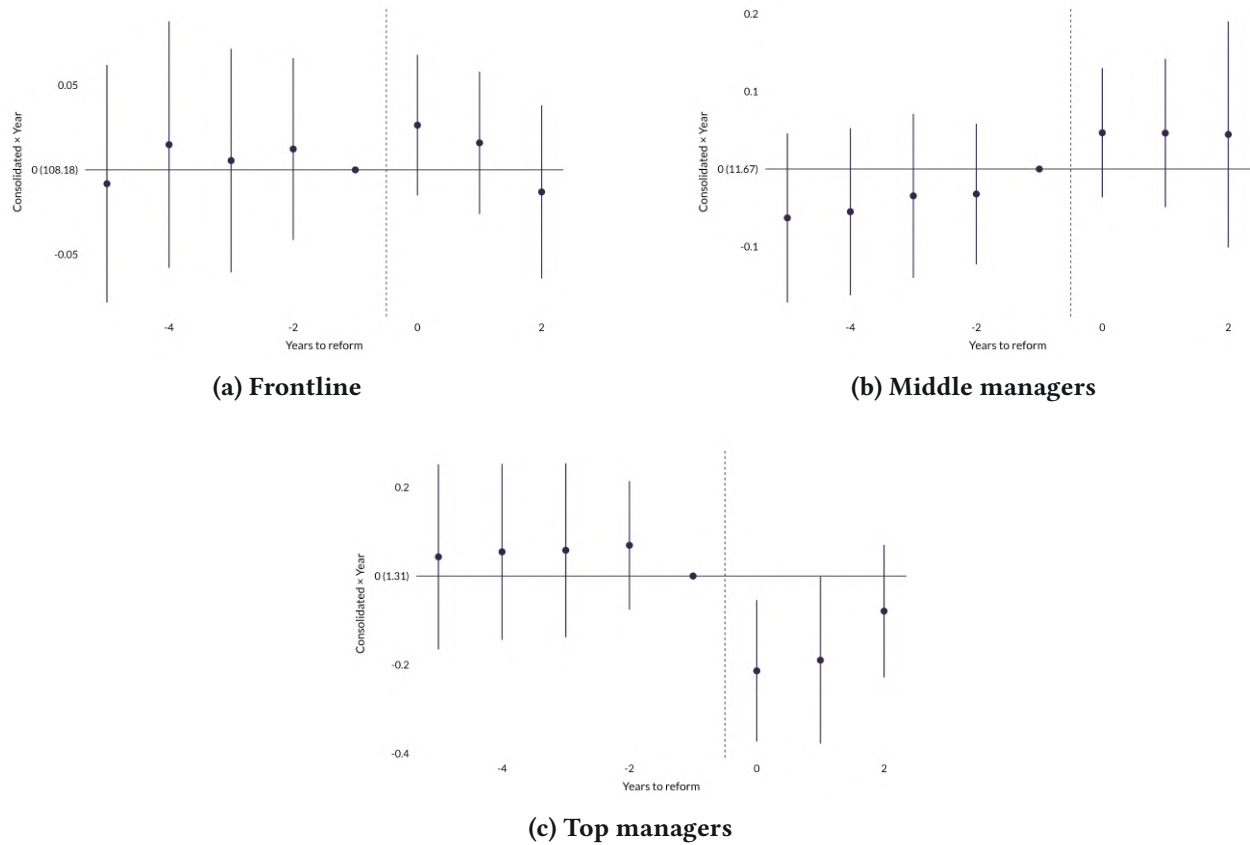 0.05
0 (108.18)
-0.05
Consolidated × Year
-4
-2
0
2
Years to reform
(a) Frontline
0.2
0.1
0 (11.67)
-0.1
Consolidated × Year
-4
-2
0
2
Years to reform
(b) Middle managers
0.2
0 (1.31)
-0.2
-0.4
Consolidated × Year
-4
-2
0
2
Years to reform
(c) Top managers